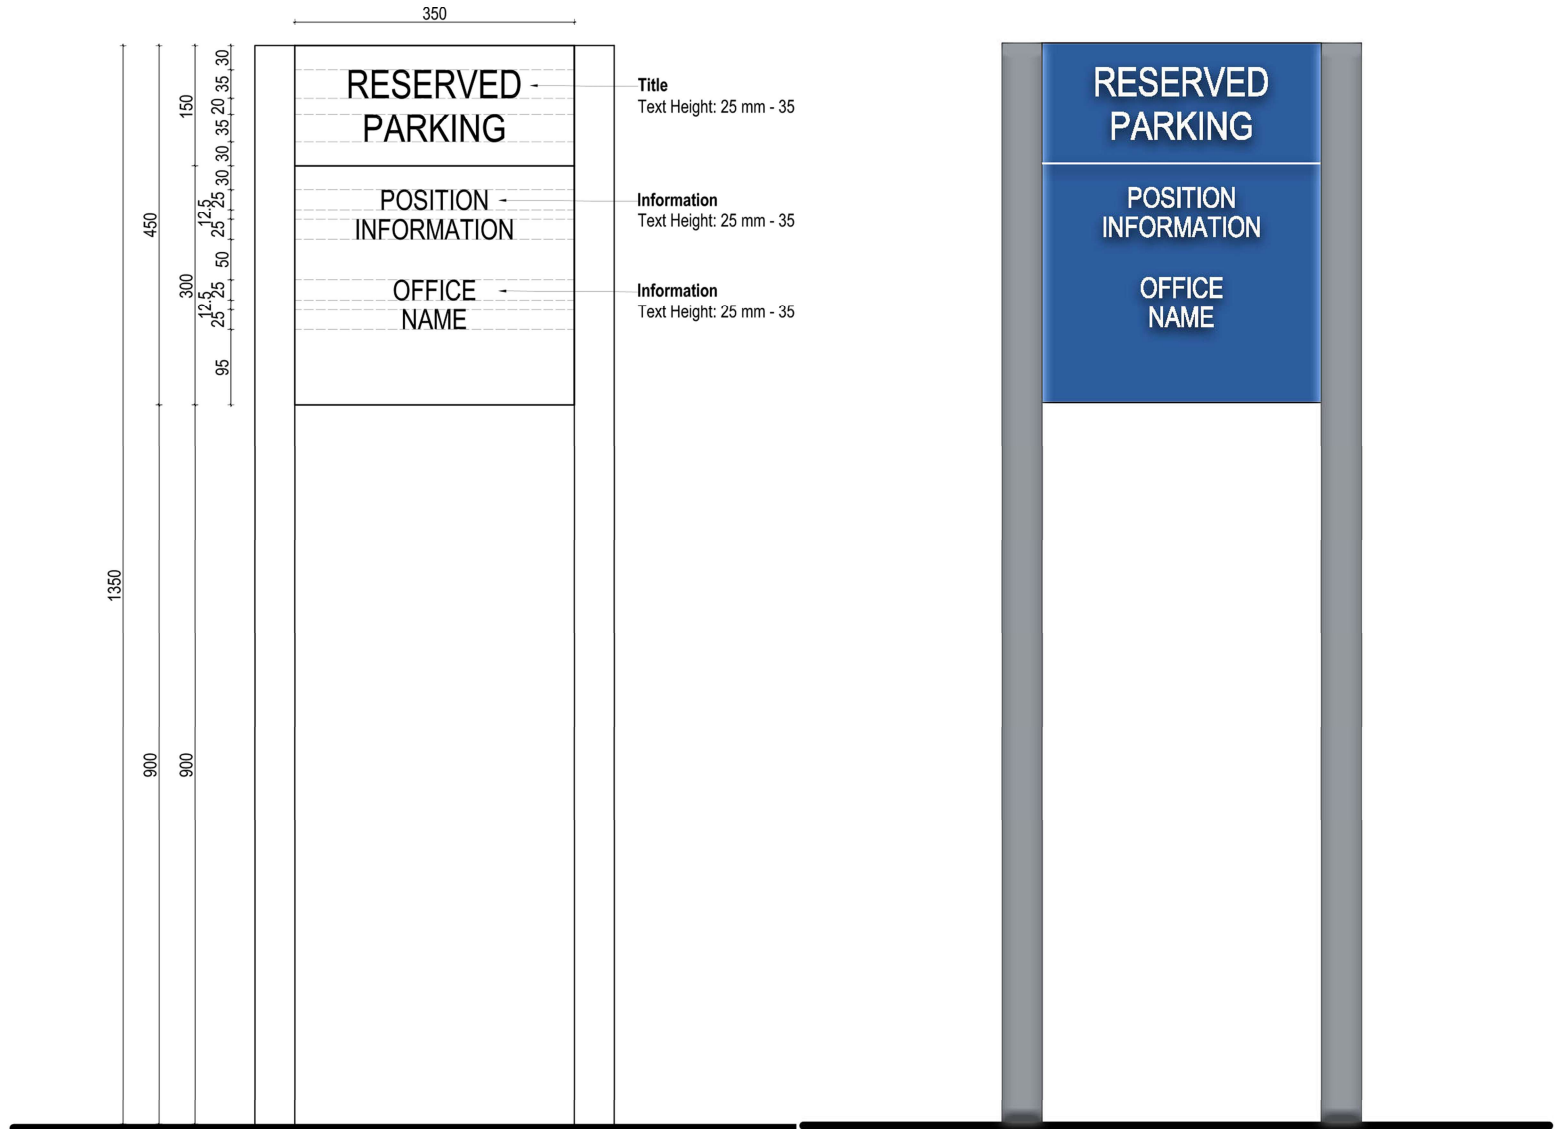 350
RESERVED
PARKING
Title
Text Height: 25 mm - 35
POSITION
INFORMATION
Information
Text Height: 25 mm - 35
OFFICE
NAME
Information
Text Height: 25 mm - 35
30
35
20
35
30
30
25
12.5
25
50
25
12.5
25
95
150
300
900
450
900
1350
RESERVED
PARKING
POSITION
INFORMATION
OFFICE
NAME